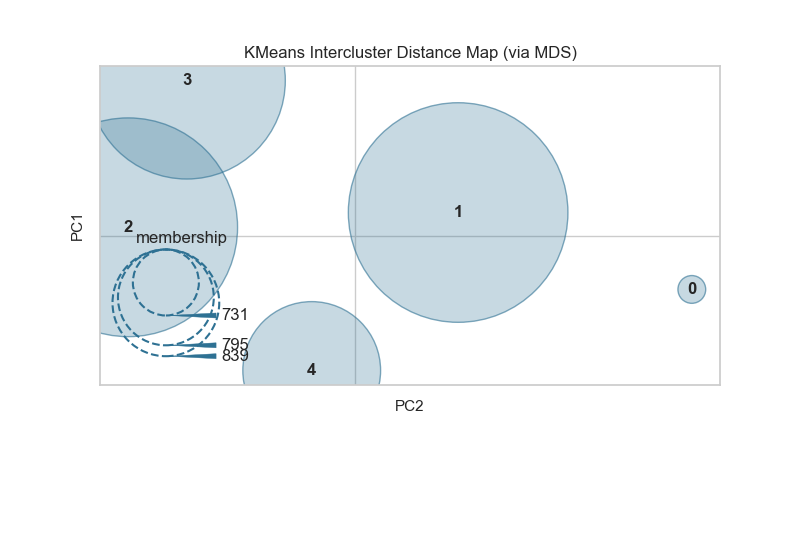 KMeans Intercluster Distance Map (via MDS)
3
1
2
membership
0
731
795
839
4
PC1
PC2